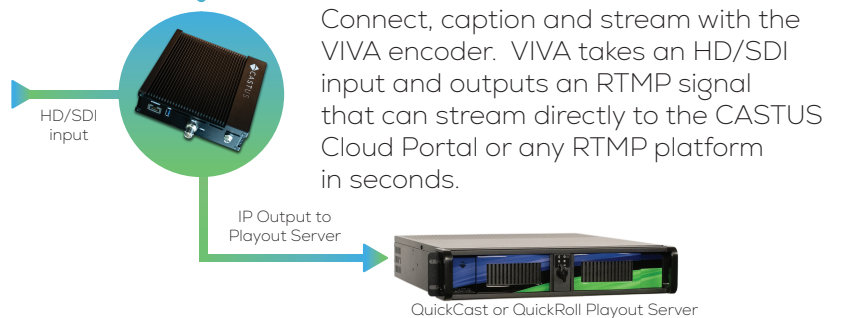 Connect, caption and stream with the
VIVA encoder. VIVA takes an HD/SDI
input and outputs an RTMP signal
that can stream directly to the CASTUS
Cloud Portal or any RTMP platform
in seconds.
CASTUS
HD/SDI
input
IP Output to
Playout Server
QuickCast or QuickRoll Playout Server